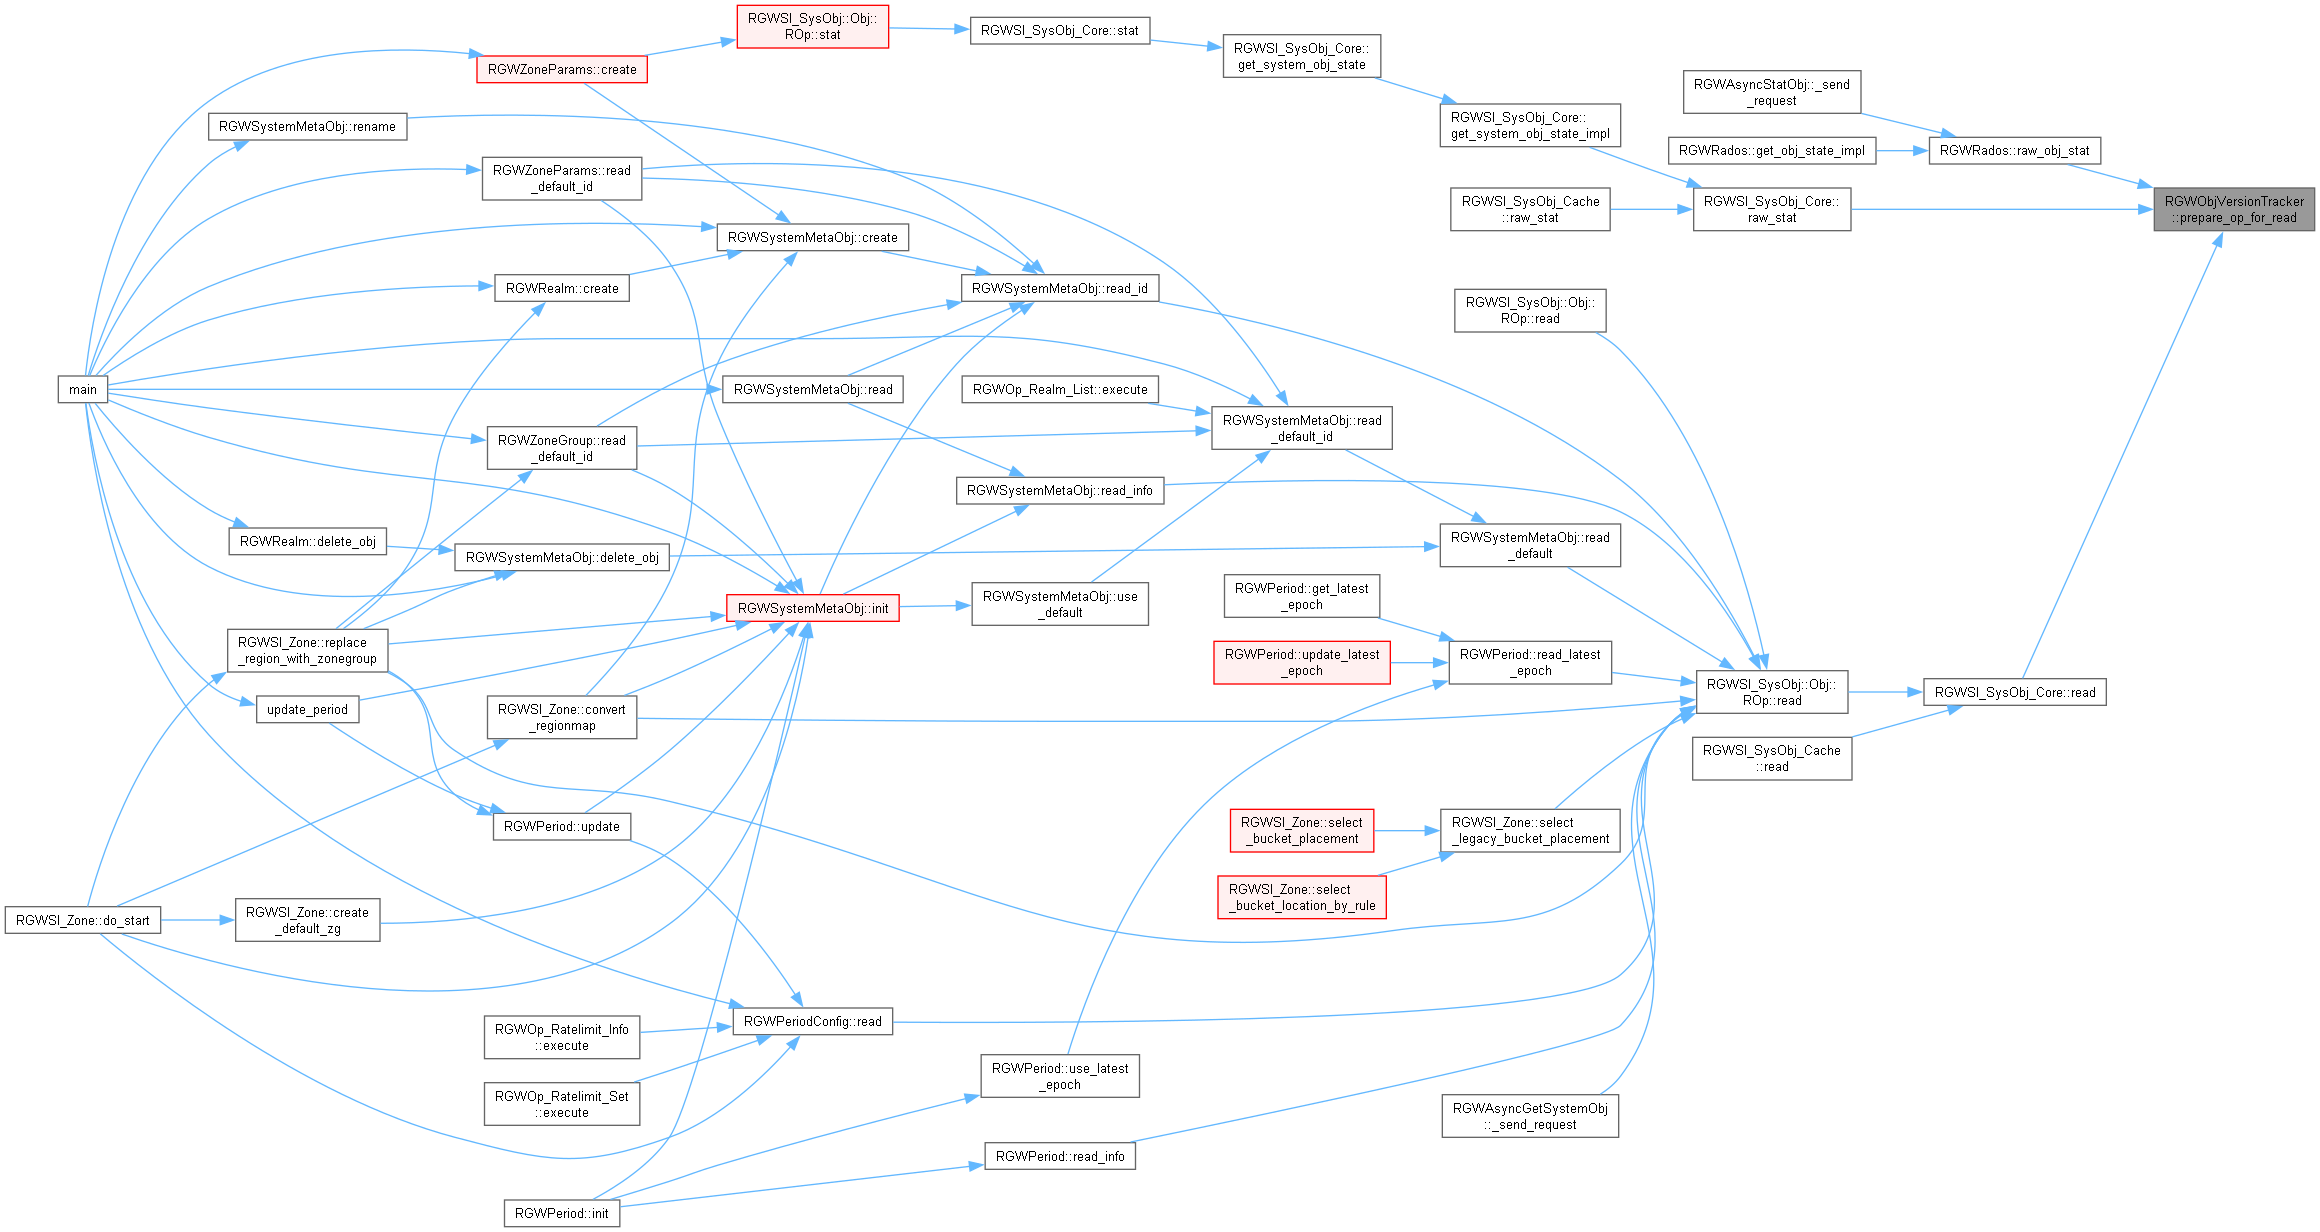 RGWSI_SysObj::Obj::
ROp::stat
RGWSI_SysObj_Core::stat
RGWSI_SysObj_Core::
get_system_obj_state
RGWZoneParams::create
RGWAsyncStatObj::_send
_request
RGWSystemMetaObj::rename
RGWSI_SysObj_Core::
get_system_obj_state_impl
RGWRados::get_obj_state_impl
RGWRados::raw_obj_stat
RGWZoneParams::read
_default_id
RGWSI_SysObj_Cache
::raw_stat
RGWSI_SysObj_Core::
raw_stat
RGWObjVersionTracker
::prepare_op_for_read
RGWSystemMetaObj::create
RGWRealm::create
RGWSystemMetaObj::read_id
RGWSI_SysObj::Obj::
ROp::read
main
RGWSystemMetaObj::read
RGWOp_Realm_List::execute
RGWSystemMetaObj::read
_default_id
RGWZoneGroup::read
_default_id
RGWSystemMetaObj::read_info
RGWRealm::delete_obj
RGWSystemMetaObj::delete_obj
RGWSystemMetaObj::read
_default
RGWSystemMetaObj::init
RGWSystemMetaObj::use
_default
RGWPeriod::get_latest
_epoch
RGWSI_Zone::replace
_region_with_zonegroup
RGWPeriod::update_latest
_epoch
RGWPeriod::read_latest
_epoch
RGWSI_SysObj::Obj::
ROp::read
RGWSI_SysObj_Core::read
update_period
RGWSI_Zone::convert
_regionmap
RGWSI_SysObj_Cache
::read
RGWPeriod::update
RGWSI_Zone::select
_bucket_placement
RGWSI_Zone::select
_legacy_bucket_placement
RGWSI_Zone::select
_bucket_location_by_rule
RGWSI_Zone::do_start
RGWSI_Zone::create
_default_zg
RGWPeriodConfig::read
RGWOp_Ratelimit_Info
::execute
RGWOp_Ratelimit_Set
::execute
RGWPeriod::use_latest
_epoch
RGWAsyncGetSystemObj
::_send_request
RGWPeriod::read_info
RGWPeriod::init